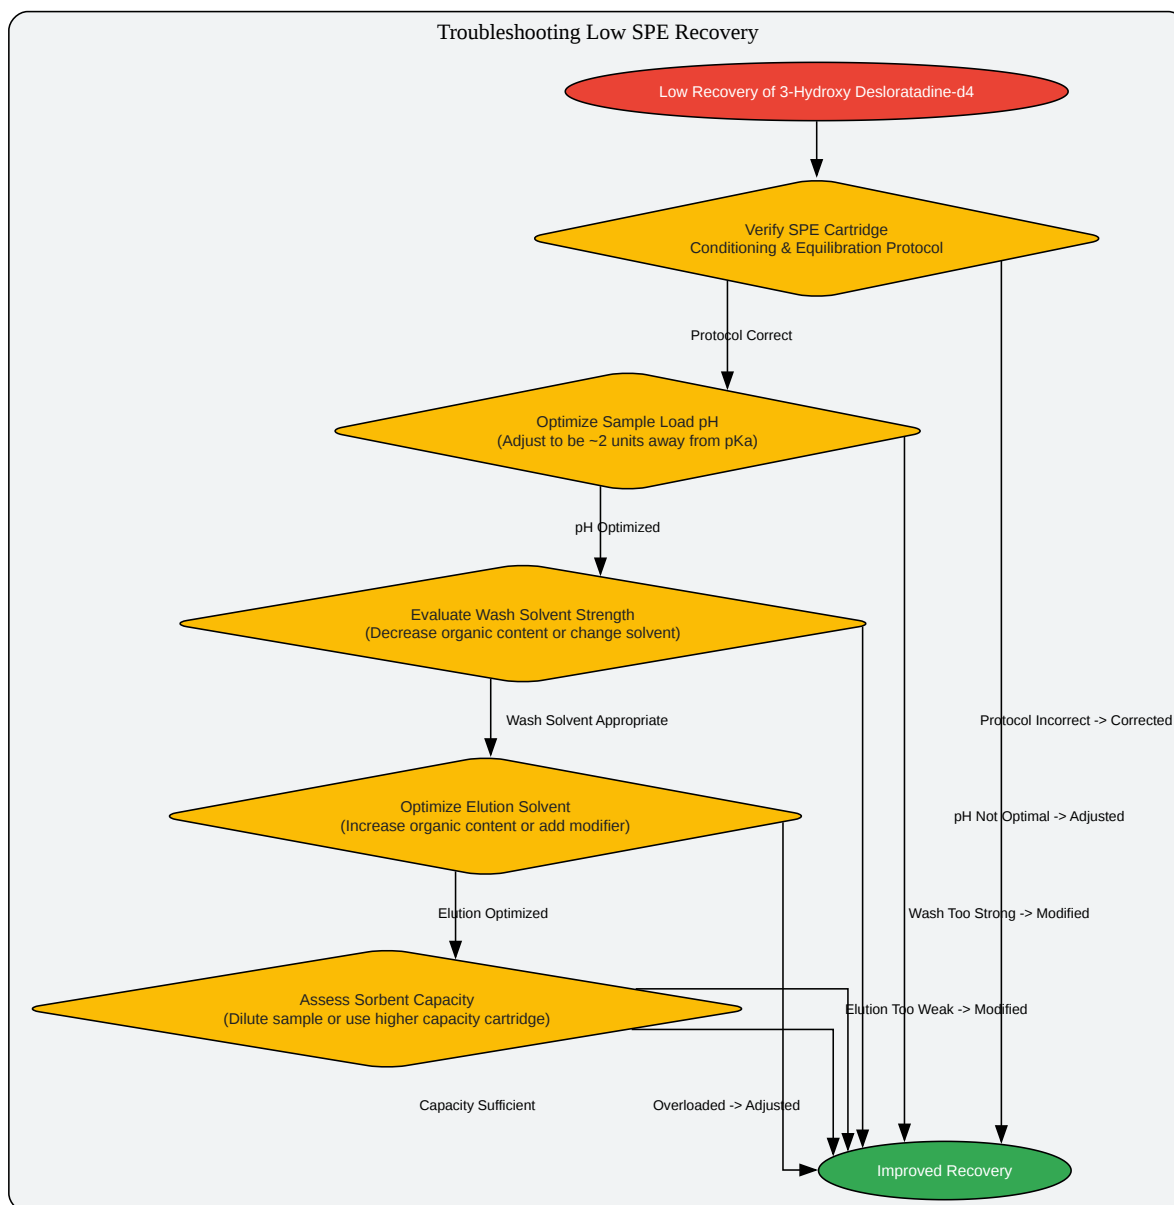 Troubleshooting Low SPE Recovery
Low Recovery of 3-Hydroxy Desloratadine-d4
Verify SPE Cartridge
Conditioning & Equilibration Protocol
Protocol Correct
Optimize Sample Load pH
(Adjust to be ~2 units away from pKa)
pH Optimized
Evaluate Wash Solvent Strength
(Decrease organic content or change solvent)
Wash Solvent Appropriate
Protocol Incorrect -> Corrected
Optimize Elution Solvent
(Increase organic content or add modifier)
pH Not Optimal -> Adjusted
Elution Optimized
Wash Too Strong -> Modified
Assess Sorbent Capacity
(Dilute sample or use higher capacity cartridge)
Elution Too Weak -> Modified
Capacity Sufficient
Overloaded -> Adjusted
Improved Recovery